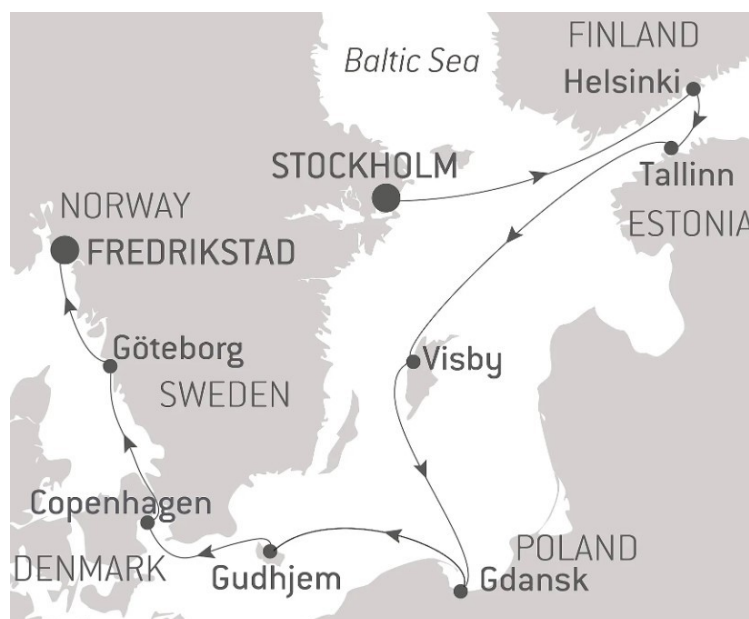 FINLAND
Baltic Sea
Helsinki
STOCKHOLM
Tallinn
NORWAY
ESTONIA
FREDRIKSTAD
Göteborg
Visby
SWEDEN
Copenhagen
POLAND
DENMARK
Gudhjem
Gdansk